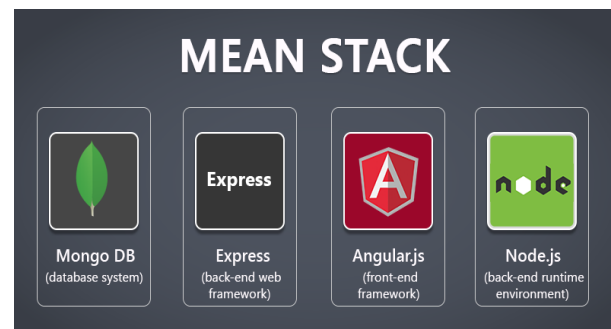 MEAN STACK
Express
A
node
Mongo DB
(database system)
Express
(back-end web
framework)
Angular.js
(front-end
framework)
Node.js
(back-end runtime
environment)